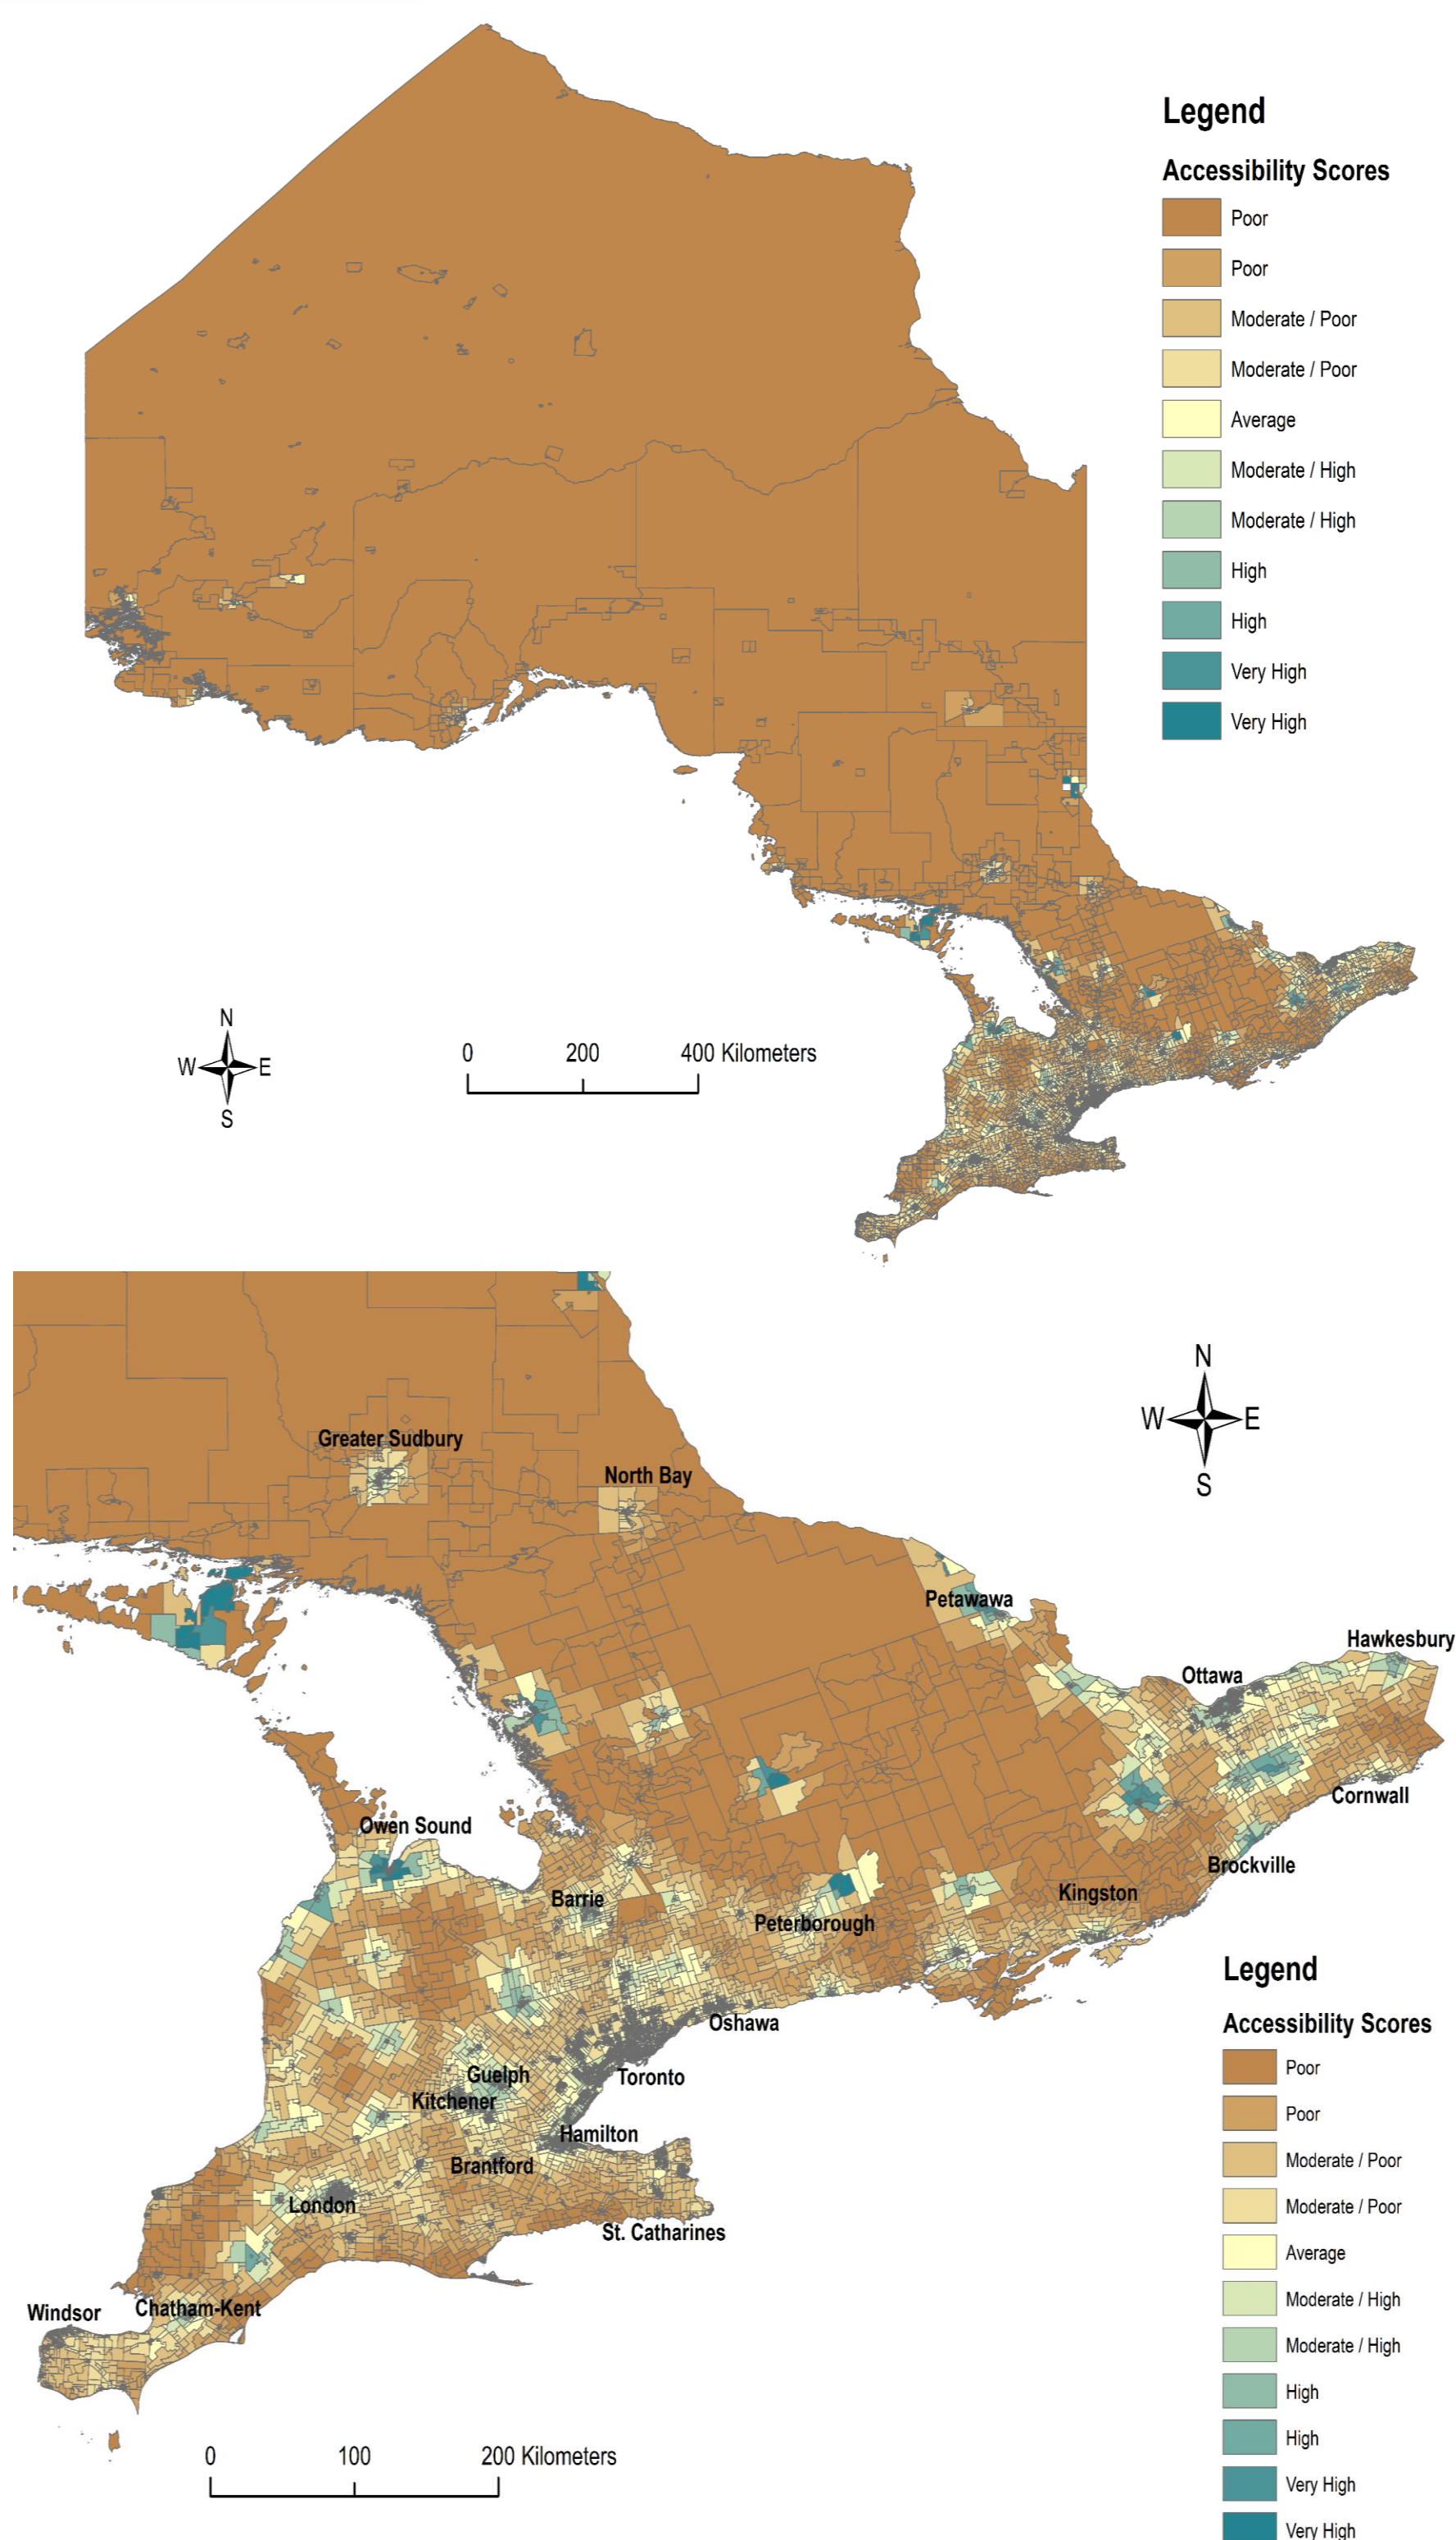 Legend
Accessibility Scores
Poor
Poor
Moderate / Poor
Moderate / Poor
Average
Moderate / High
Moderate / High
High
High
Very High
Very High
N
W E
S
0 200 400 Kilometers
N
W E
S
Greater Sudbury
North Bay
Petawawa
Hawkesbury
Ottawa
Cornwall
Owen Sound
Brockville
Barrie
Kingston
Peterborough
Oshawa
Guelph
Toronto
Kitchener
Hamilton
Brantford
London
St. Catharines
Chatham-Kent
Windsor
0 100 200 Kilometers
Legend
Accessibility Scores
Poor
Poor
Moderate / Poor
Moderate / Poor
Average
Moderate / High
Moderate / High
High
High
Very High
Very High